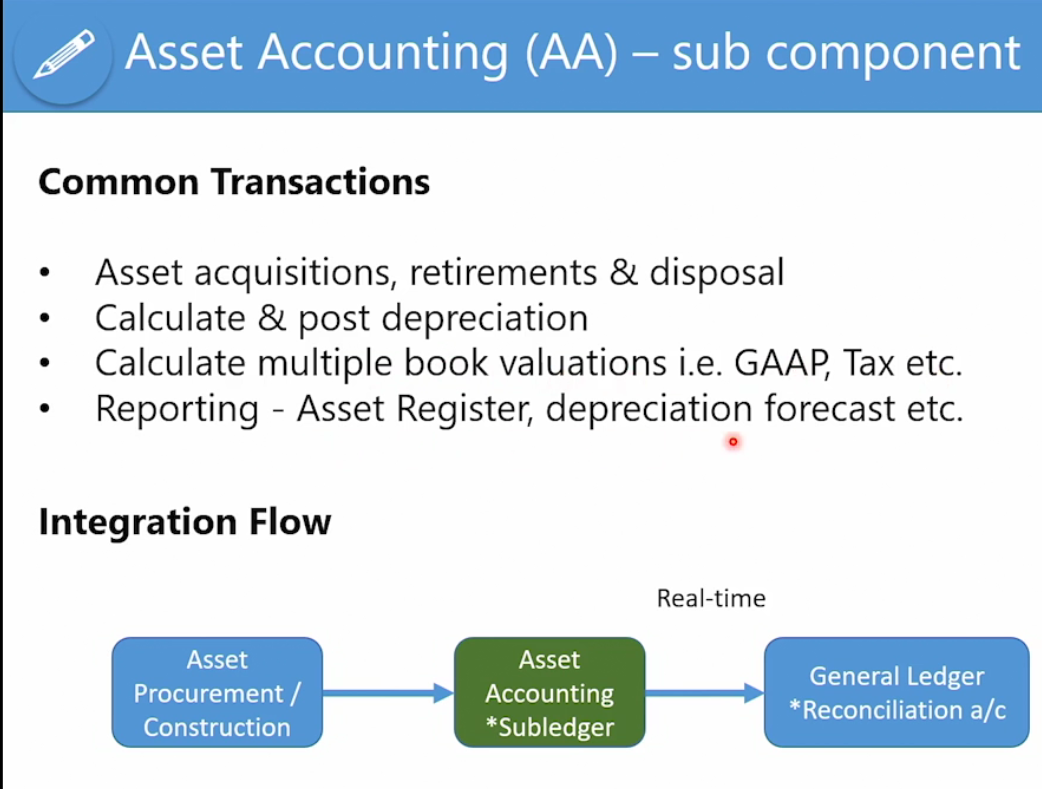 Asset Accounting (AA) – sub component
Common Transactions
• Asset acquisitions, retirements & disposal
• Calculate & post depreciation
• Calculate multiple book valuations i.e. GAAP, Tax etc.
• Reporting - Asset Register, depreciation forecast etc.
Integration Flow
Real-time
Asset
Procurement /
Construction
Asset
Accounting
*Subledger
General Ledger
*Reconciliation a/c